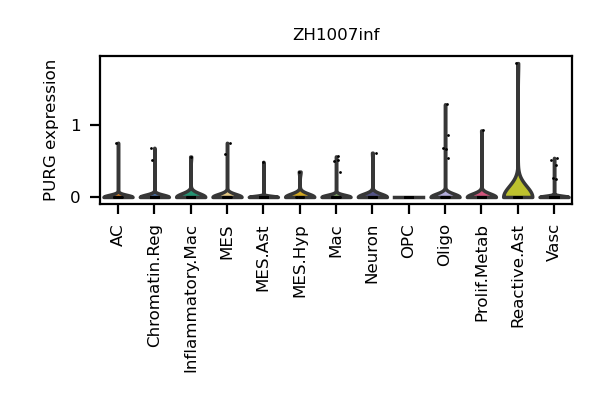 ZH1007inf
PURG expression
1
0
AC
Chromatin.Reg
Inflammatory.Mac
MES
MES.Ast
MES.Hyp
Mac
Neuron
OPC
Oligo
Prolif.Metab
Reactive.Ast
Vasc